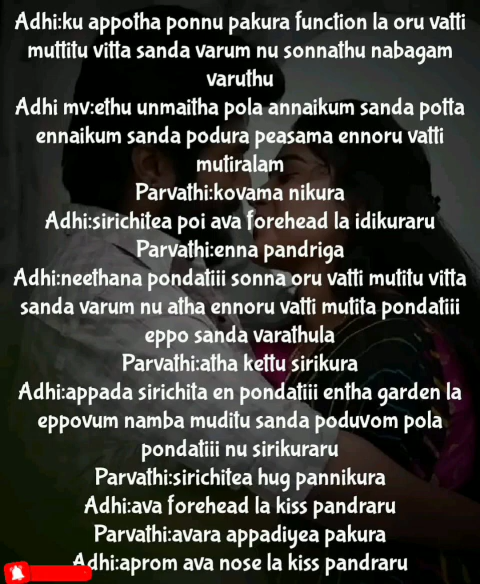 Adhi:ku appotha ponnu pakura function la oru vatti
muttitu vitta sanda varum nu sonnathu nabagam
varuthu
Adhi mv:ethu unmaitha pola annaikum sanda potta
ennaikum sanda podura peasama ennoru vatti
mutiralam
Parvathi:kovama nikura
Adhi:sirichitea poi ava forehead la idikuraru
Parvathi:enna pandriga
Adhi:neethana pondatiii sonna oru vatti mutitu vitta
sanda varum nu atha ennoru vatti mutita pondatiii
eppo sanda varathula
Parvathi:atha kettu sirikura
Adhi:appada sirichita en pondatiii entha garden la
eppovum namba muditu sanda poduvom pola
pondatiii nu sirikuraru
Parvathi:sirichitea hug pannikura
Adhi:ava forehead la kiss pandraru
Parvathi:avara appadiyea pakura
Adhi:aprom ava nose la kiss pandraru